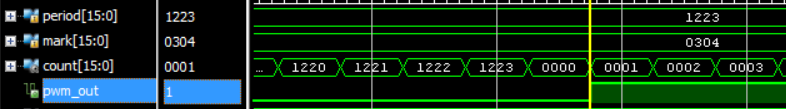 period[15:0] 1223 1223
mark[15:0] 0304 0304
count[15:0] 0001 ... 1220 1221 1222 1223 0000 0001 0002 0003
pwm_out 1